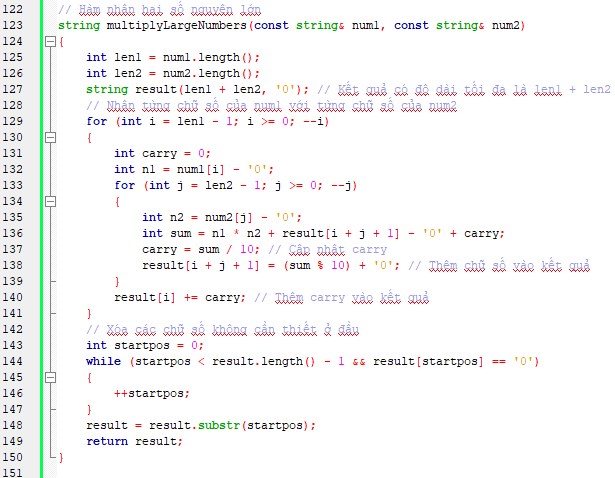 122 // Hàm nhân hai số nguyên lớn
123 string multiplyLargeNumbers(const string& num1, const string& num2)
124 {
125 int len1 = num1.length();
126 int len2 = num2.length();
127 string result(len1 + len2, '0'); // Kết quả có độ dài tối đa là len1 + len2
128 // Nhân từng chữ số của num1 với từng chữ số của num2
129 for (int i = len1 - 1; i >= 0; --i)
130 {
131 int carry = 0;
132 int n1 = num1[i] - '0';
133 for (int j = len2 - 1; j >= 0; --j)
134 {
135 int n2 = num2[j] - '0';
136 int sum = n1 * n2 + result[i + j + 1] - '0' + carry;
137 carry = sum / 10; // Cập nhật carry
138 result[i + j + 1] = (sum % 10) + '0'; // Thêm chữ số vào kết quả
139 }
140 result[i] += carry; // Thêm carry vào kết quả
141 }
142 // Xóa các chữ số không cần thiết ở đầu
143 int startpos = 0;
144 while (startpos < result.length() - 1 && result[startpos] == '0')
145 {
146 ++startpos;
147 }
148 result = result.substr(startpos);
149 return result;
150 }
151